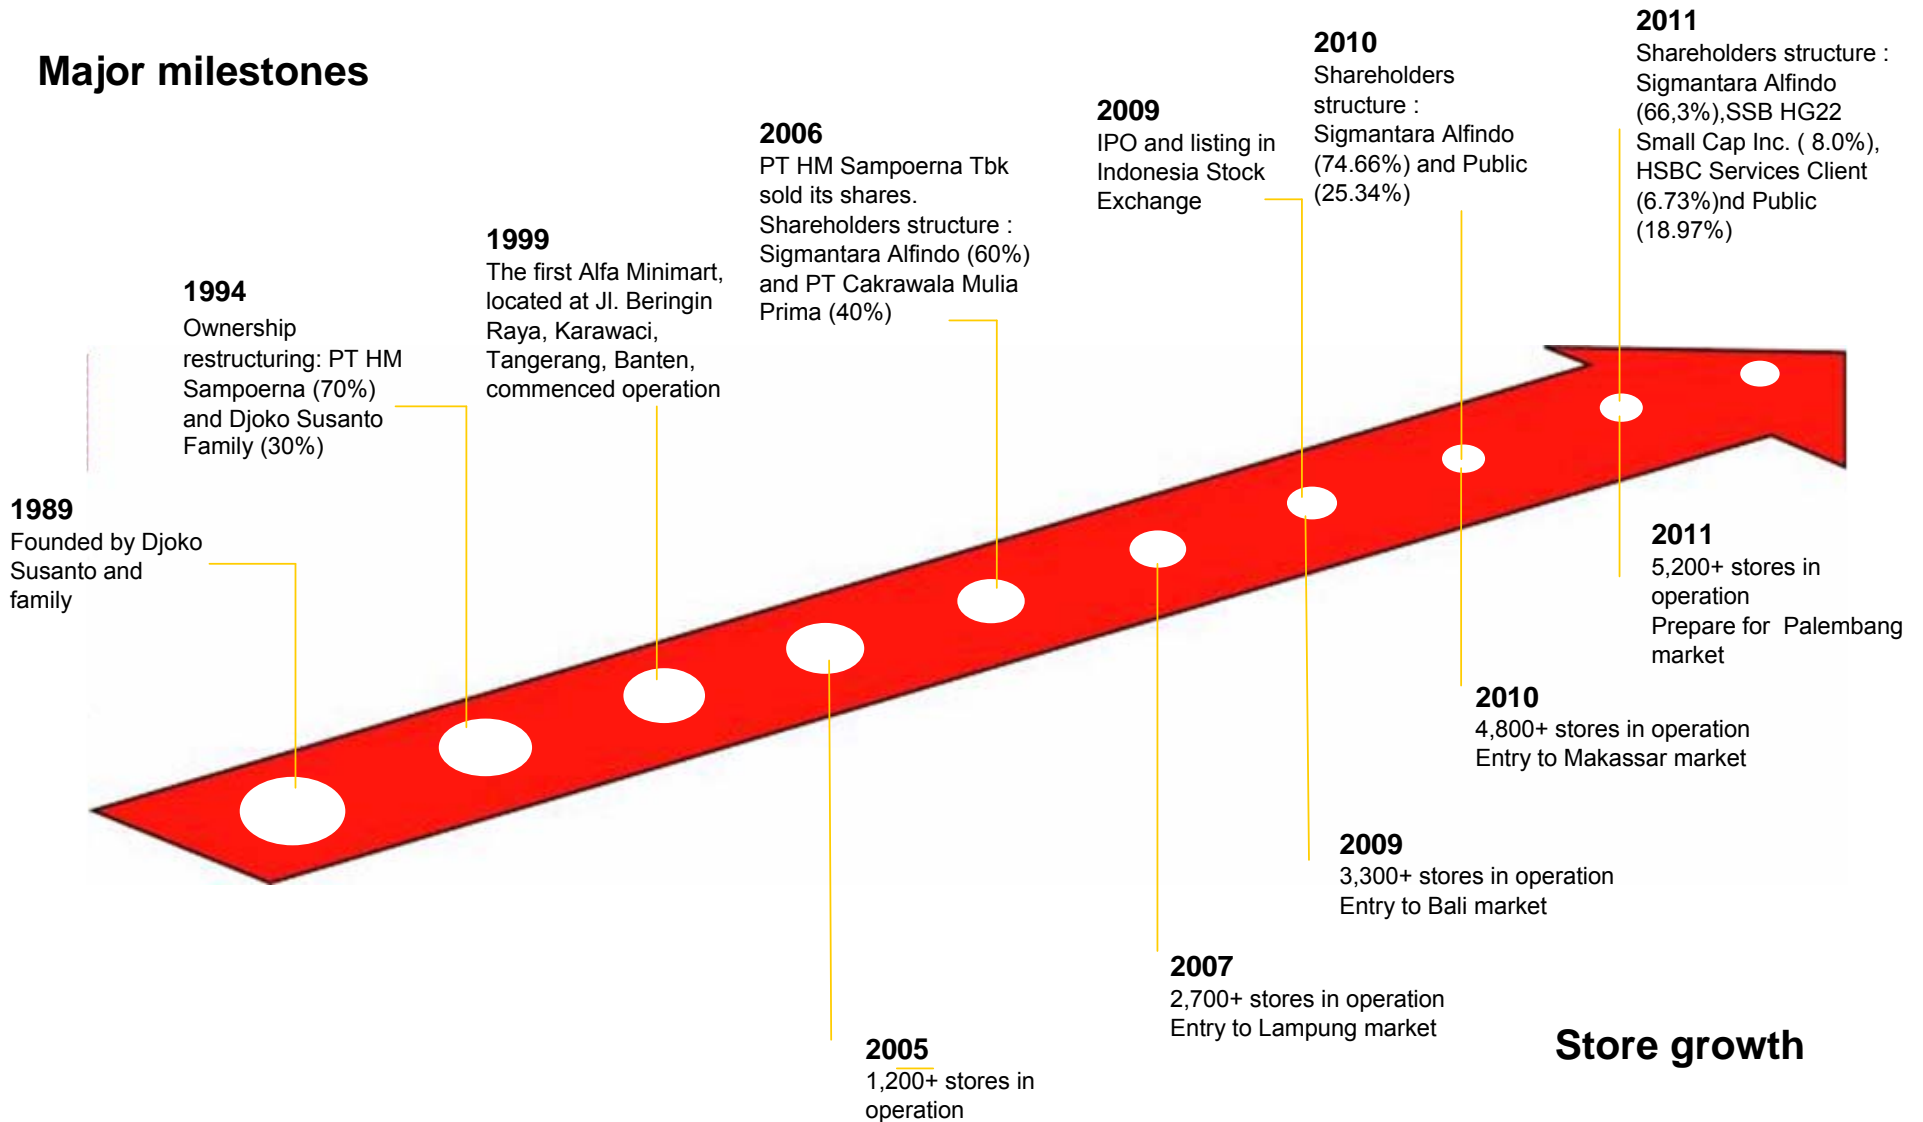 Major milestones
1989
Founded by Djoko
Susanto and
family
1994
Ownership
restructuring: PT HM
Sampoerna (70%)
and Djoko Susanto
Family (30%)
1999
The first Alfa Minimart,
located at Jl. Beringin
Raya, Karawaci,
Tangerang, Banten,
commenced operation
2006
PT HM Sampoerna Tbk
sold its shares.
Shareholders structure :
Sigmantara Alfindo (60%)
and PT Cakrawala Mulia
Prima (40%)
2009
IPO and listing in
Indonesia Stock
Exchange
2010
Shareholders
structure :
Sigmantara Alfindo
(74.66%) and Public
(25.34%)
2011
Shareholders structure :
Sigmantara Alfindo
(66,3%),SSB HG22
Small Cap Inc. ( 8.0%),
HSBC Services Client
(6.73%)nd Public
(18.97%)
2005
1,200+ stores in
operation
2007
2,700+ stores in operation
Entry to Lampung market
2009
3,300+ stores in operation
Entry to Bali market
2010
4,800+ stores in operation
Entry to Makassar market
2011
5,200+ stores in
operation
Prepare for  Palembang
market
Store growth